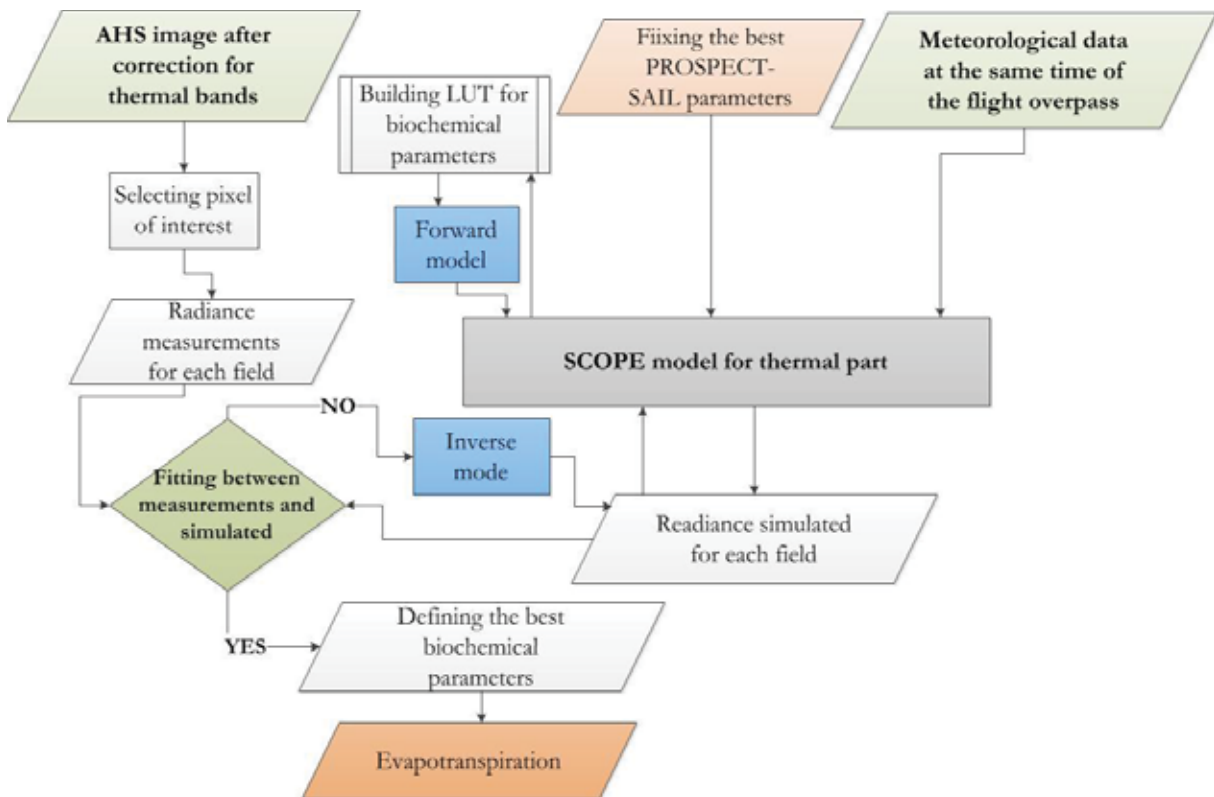 AHS image after
correction for
thermal bands
Building LUT for
biochemical
parameters
Fiixing the best
PROSPECT-
SAIL parameters
Meteorological data
at the same time of
the flight overpass
Selecting pixel
of interest
Forward
model
Radiance
measurements
for each field
SCOPE model for thermal part
NO
Inverse
mode
Fitting between
measurements and
simulated
Readiance simulated
for each field
YES
Defining the best
biochemical
parameters
Evapotranspiration